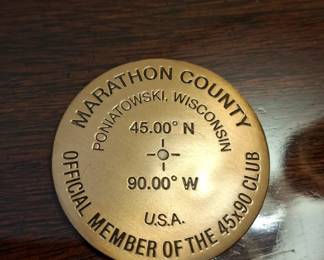 MARATHON COUNTY
PONIATOWSKI, WISCONSIN
45.00° N
90.00° W
U.S.A.
OFFICIAL MEMBER OF THE 45x90 CLUB